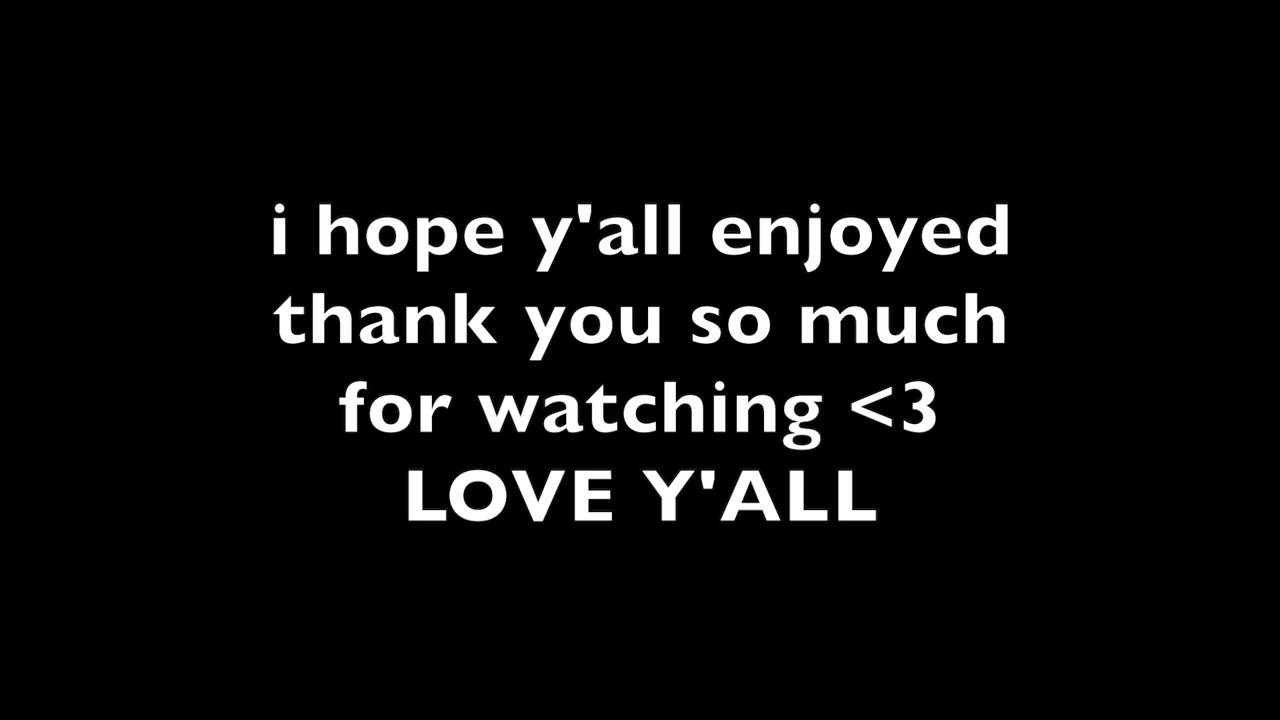 i hope y'all enjoyed
thank you so much
for watching <3
LOVE Y'ALL